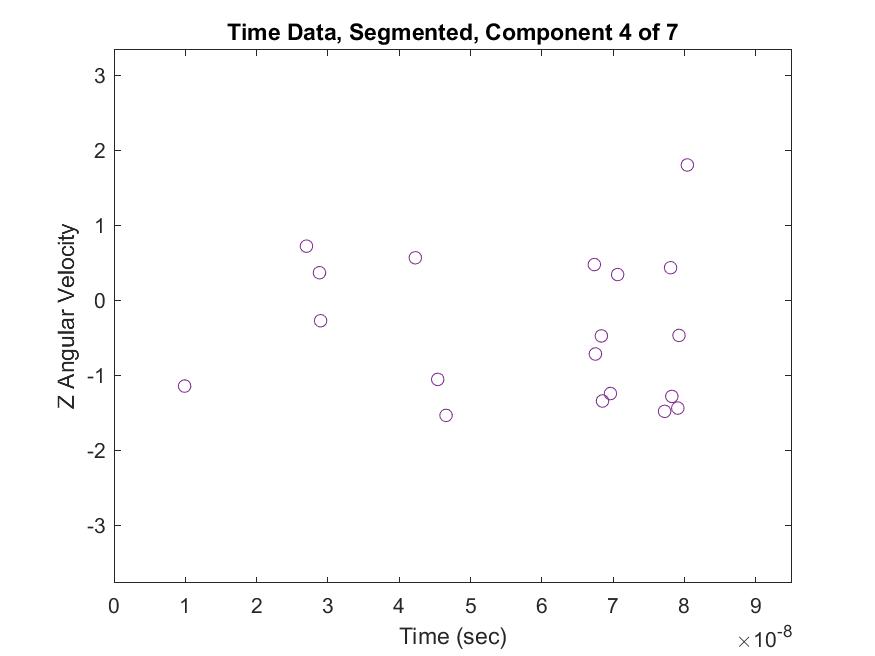 Time Data, Segmented, Component 4 of 7
3
2
1
0
-1
-2
-3
Z Angular Velocity
0 1 2 3 4 5 6 7 8 9
Time (sec)
×10-8